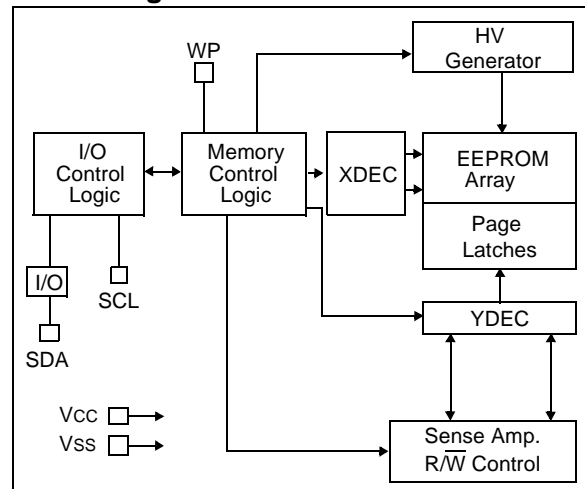 WP
HV
Generator
I/O
Control
Logic
Memory
Control
Logic
XDEC
EEPROM
Array
Page
Latches
I/O
SCL
SDA
YDEC
VCC
VSS
Sense Amp.
R/W̅ Control